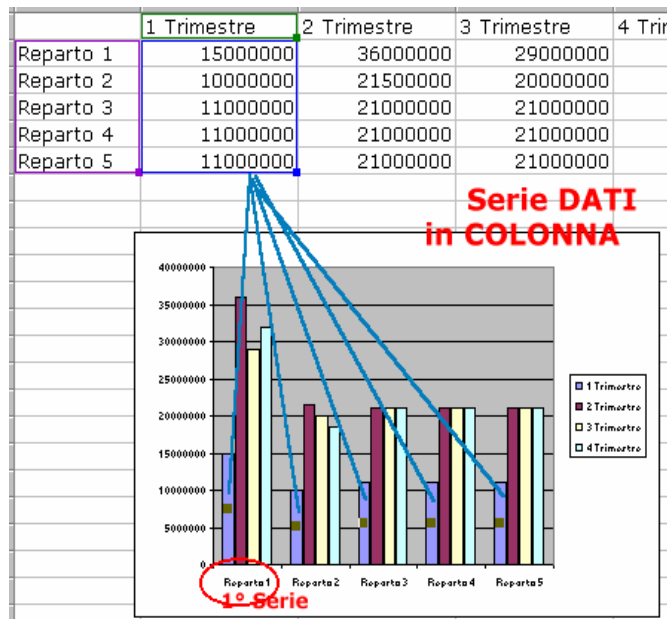 1 Trimestre 2 Trimestre 3 Trimestre 4 Trim
Reparto 1 15000000 36000000 29000000
Reparto 2 10000000 21500000 20000000
Reparto 3 11000000 21000000 21000000
Reparto 4 11000000 21000000 21000000
Reparto 5 11000000 21000000 21000000
Serie DATI
in COLONNA
40000000
35000000
30000000
25000000
20000000
15000000
10000000
5000000
0
1 Trimestre
2 Trimestre
3 Trimestre
4 Trimestre
Reparto 1 Reparto 2 Reparto 3 Reparto 4 Reparto 5
1° Serie